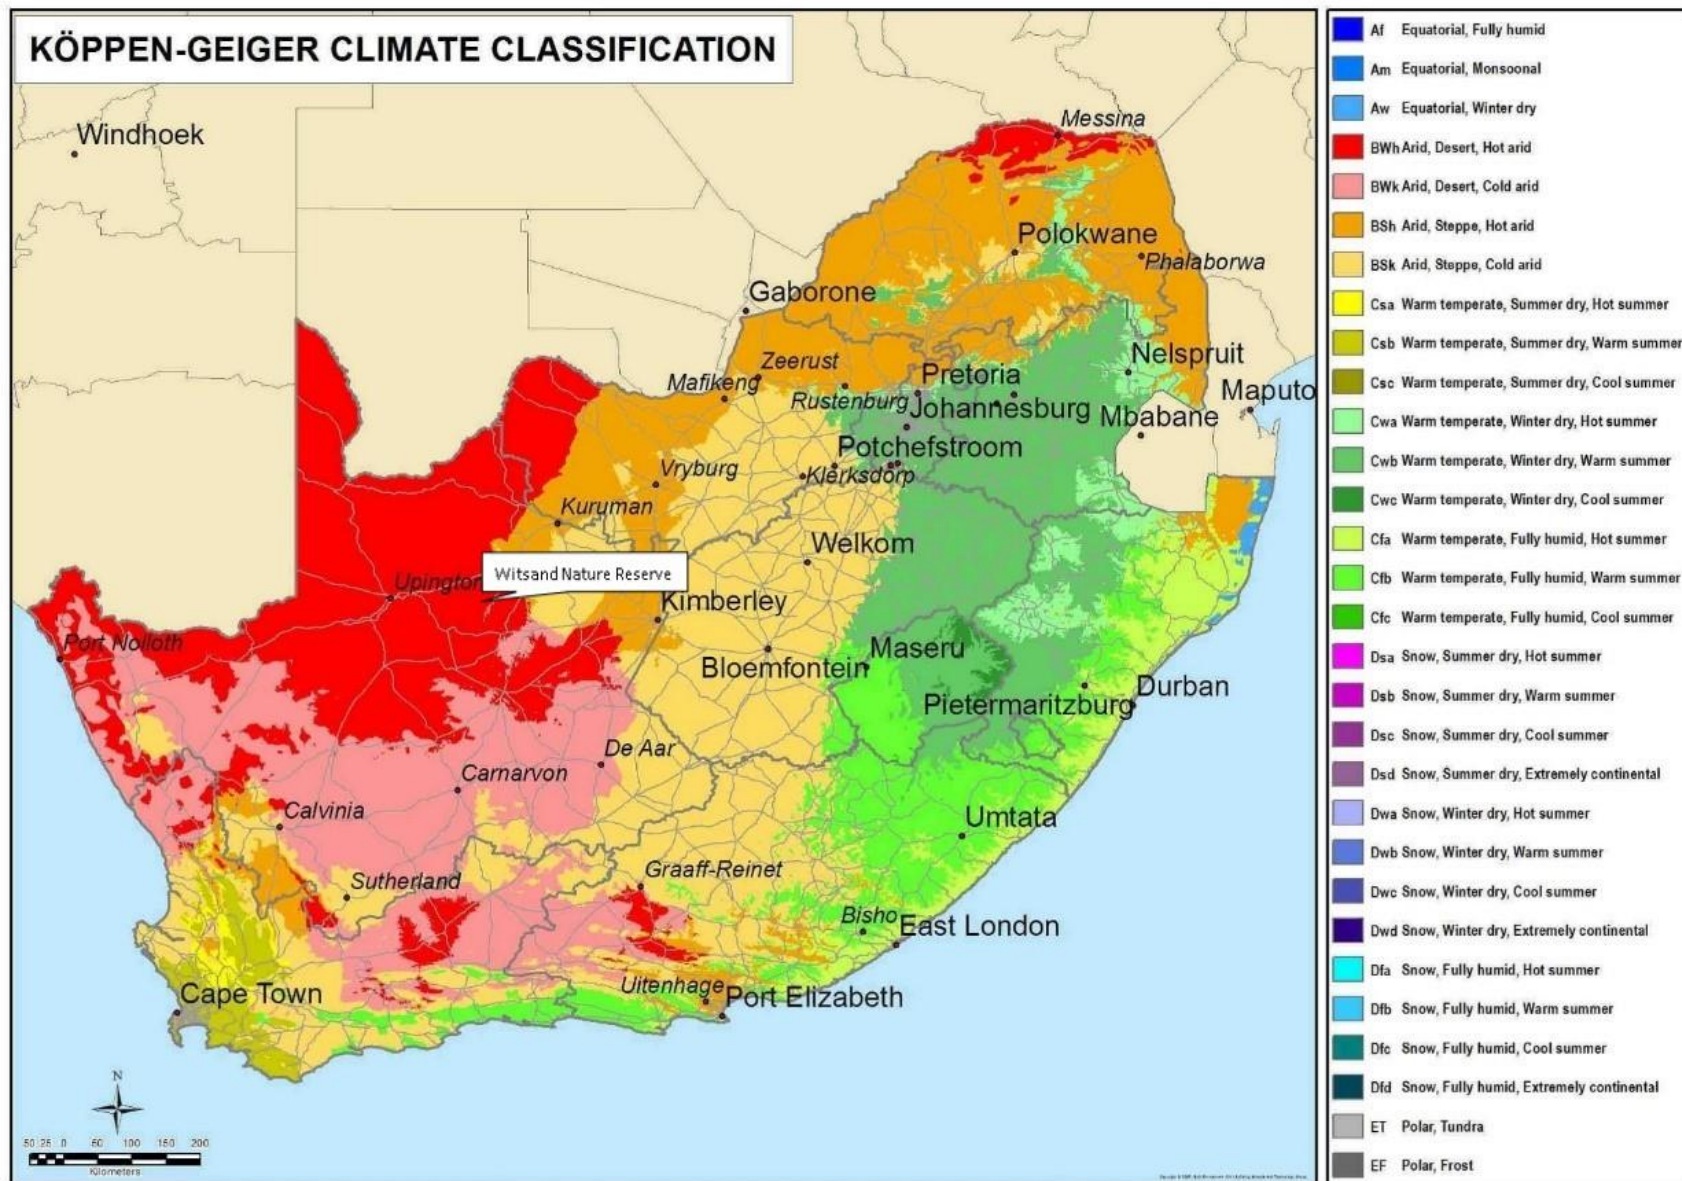 KÖPPEN-GEIGER CLIMATE CLASSIFICATION
Windhoek
Messina
Polokwane
Phalaborwa
Gaborone
Zeerust
Nelspruit
Mafikeng
Pretoria
Rustenburg
Johannesburg
Mbabane
Maputo
Potchefstroom
Vryburg
Klerksdorp
Kuruman
Welkom
Witsand Nature Reserve
Upington
Kimberley
Port Nolloth
Bloemfontein
Maseru
Durban
Pietermaritzburg
De Aar
Carnarvon
Calvinia
Umtata
Graaff-Reinet
Sutherland
Bisho
East London
Uitenhage
Cape Town
Port Elizabeth
N
50 25 0 50 100 150 200
Kilometers
Af Equatorial, Fully humid
Am Equatorial, Monsoonal
Aw Equatorial, Winter dry
BWh Arid, Desert, Hot arid
BWk Arid, Desert, Cold arid
BSh Arid, Steppe, Hot arid
BSk Arid, Steppe, Cold arid
Csa Warm temperate, Summer dry, Hot summer
Csb Warm temperate, Summer dry, Warm summer
Csc Warm temperate, Summer dry, Cool summer
Cwa Warm temperate, Winter dry, Hot summer
Cwb Warm temperate, Winter dry, Warm summer
Cwc Warm temperate, Winter dry, Cool summer
Cfa Warm temperate, Fully humid, Hot summer
Cfb Warm temperate, Fully humid, Warm summer
Cfc Warm temperate, Fully humid, Cool summer
Dsa Snow, Summer dry, Hot summer
Dsb Snow, Summer dry, Warm summer
Dsc Snow, Summer dry, Cool summer
Dsd Snow, Summer dry, Extremely continental
Dwa Snow, Winter dry, Hot summer
Dwb Snow, Winter dry, Warm summer
Dwc Snow, Winter dry, Cool summer
Dwd Snow, Winter dry, Extremely continental
Dfa Snow, Fully humid, Hot summer
Dfb Snow, Fully humid, Warm summer
Dfc Snow, Fully humid, Cool summer
Dfd Snow, Fully humid, Extremely continental
ET Polar, Tundra
EF Polar, Frost